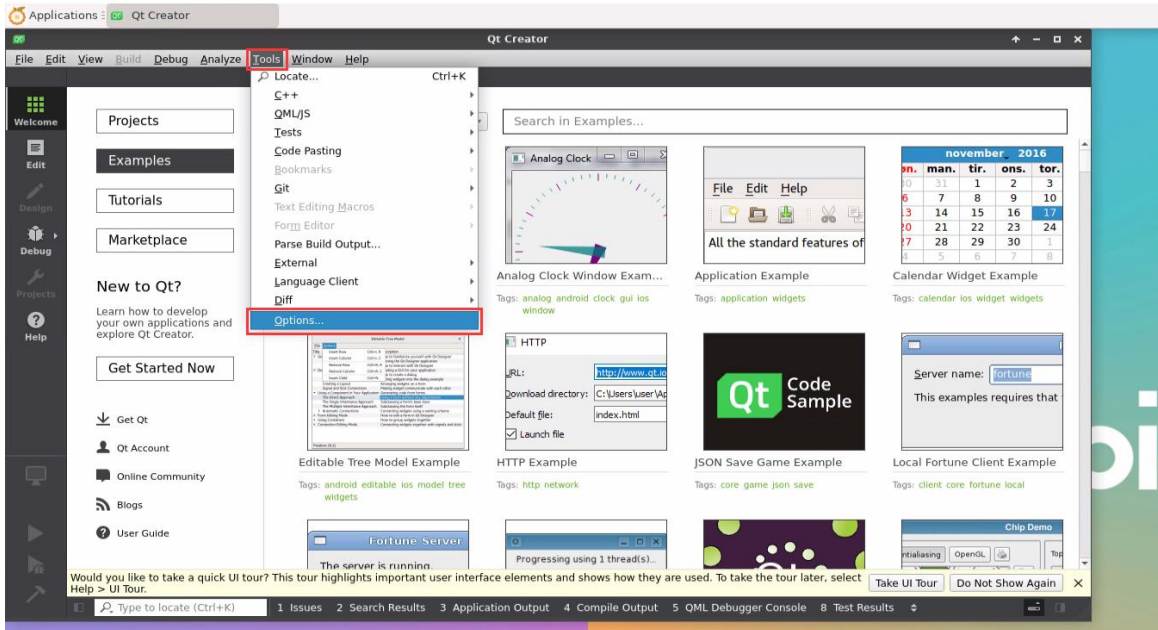 Applications
Qt Creator
Qt Creator
File Edit View Build Debug Analyze Tools Window Help
Locate... Ctrl+K
C++
QML/JS
Tests
Code Pasting
Bookmarks
Git
Text Editing Macros
Form Editor
Parse Build Output...
External
Language Client
Diff
Options...
Welcome
Edit
Design
Debug
Projects
Help
Projects
Examples
Tutorials
Marketplace
New to Qt?
Learn how to develop
your own applications and
explore Qt Creator.
Get Started Now
Get Qt
Qt Account
Online Community
Blogs
User Guide
Search in Examples...
Analog Clock
File Edit Help
All the standard features of
november 2016
man. tir. ons. tor.
31 1 2 3
7 8 9 10
14 15 16 17
21 22 23 24
28 29 30 1
5 6 7 8
Analog Clock Window Exam...
Tags: analog android clock gui ios
window
Application Example
Tags: application widgets
Calendar Widget Example
Tags: calendar ios widget widgets
Editable Tree Model Example
Tags: android editable ios model tree
widgets
HTTP
URL: http://www.qt.io
Download directory: C:\Users\user\Ap
Default file: index.html
Launch file
HTTP Example
Tags: http network
Qt Code
Sample
JSON Save Game Example
Tags: core game json save
Server name: fortune
This examples requires that
Local Fortune Client Example
Tags: client core fortune local
Fortune Server
The server is running.
Progressing using 1 thread(s)...
Chip Demo
ntialiasing OpenGL Top
Would you like to take a quick UI tour? This tour highlights important user interface elements and shows how they are used. To take the tour later, select
Help > UI Tour.
Take UI Tour
Do Not Show Again
Type to locate (Ctrl+K)
1 Issues 2 Search Results 3 Application Output 4 Compile Output 5 QML Debugger Console 8 Test Results
pi